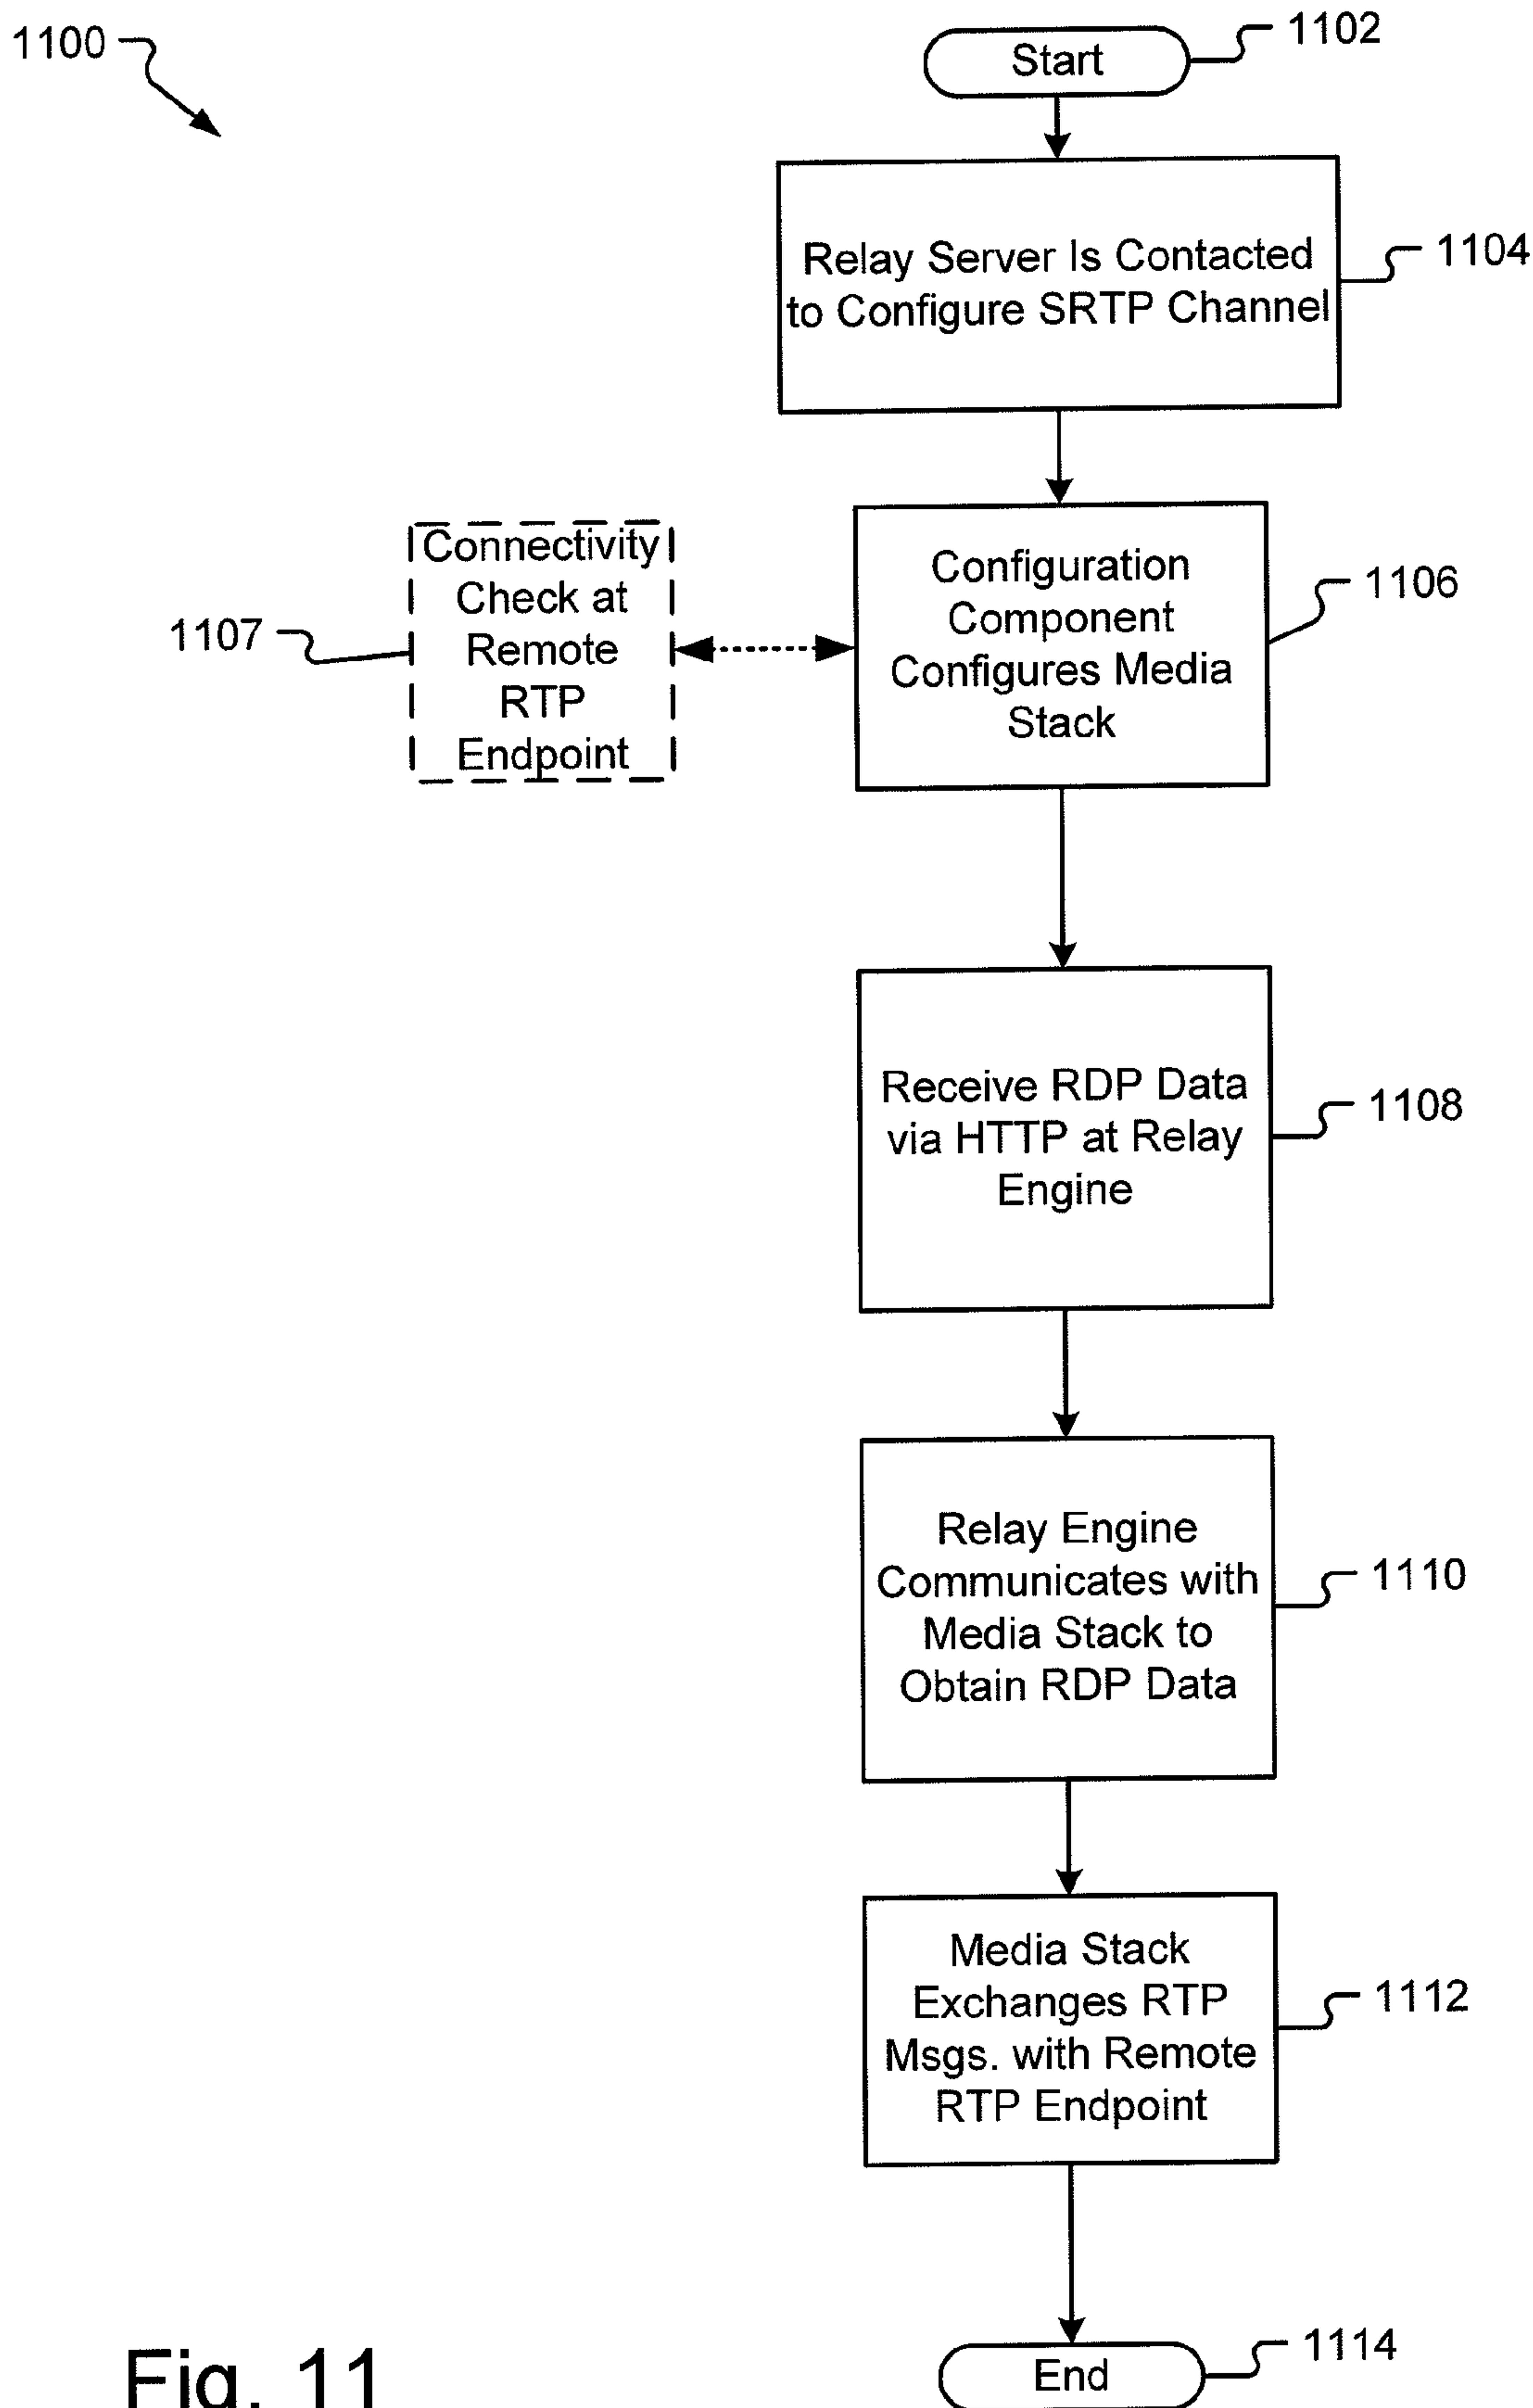 1100
Start
1102
Relay Server Is Contacted
to Configure SRTP Channel
1104
Connectivity
Check at
Remote
RTP
Endpoint
1107
Configuration
Component
Configures Media
Stack
1106
Receive RDP Data
via HTTP at Relay
Engine
1108
Relay Engine
Communicates with
Media Stack to
Obtain RDP Data
1110
Media Stack
Exchanges RTP
Msgs. with Remote
RTP Endpoint
1112
End
1114
Fig. 11